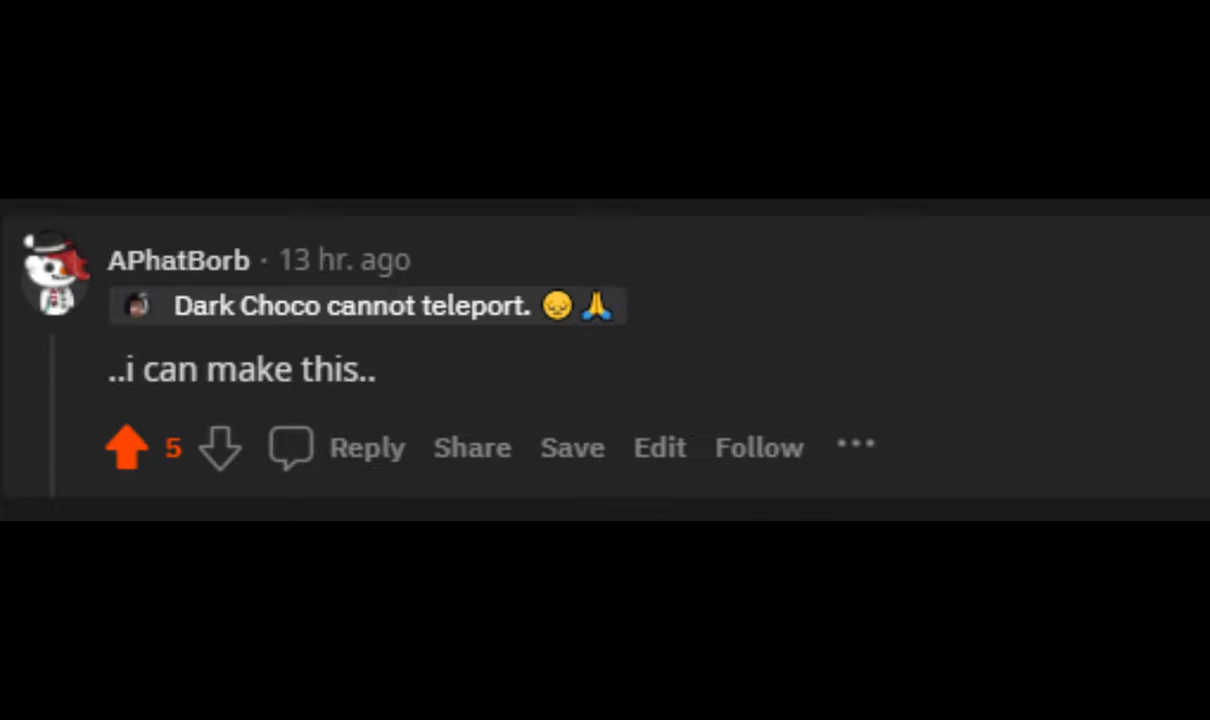 APhatBorb · 13 hr. ago
Dark Choco cannot teleport. 😔🙏
..i can make this..
5 Reply Share Save Edit Follow ...